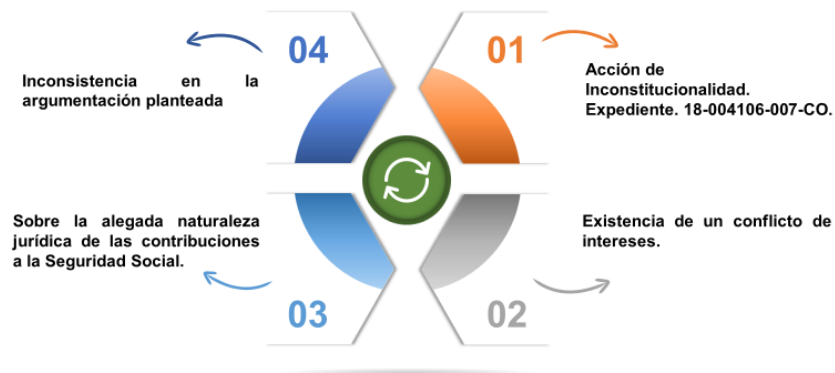 01
Acción de
Inconstitucionalidad.
Expediente. 18-004106-007-CO.
02
Existencia de un conflicto de
intereses.
03
Sobre la alegada naturaleza
jurídica de las contribuciones
a la Seguridad Social.
04
Inconsistencia en la
argumentación planteada